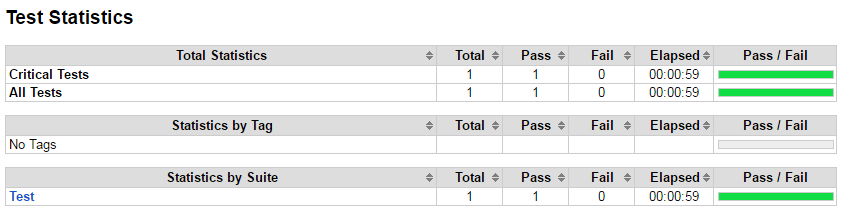 Test Statistics
Total Statistics Total Pass Fail Elapsed Pass / Fail
Critical Tests 1 1 0 00:00:59
All Tests 1 1 0 00:00:59
Statistics by Tag Total Pass Fail Elapsed Pass / Fail
No Tags
Statistics by Suite Total Pass Fail Elapsed Pass / Fail
Test 1 1 0 00:00:59